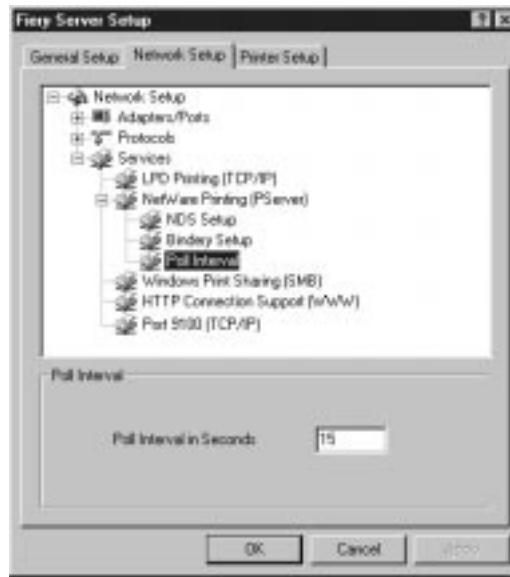 Fiery Server Setup
General Setup Network Setup Printer Setup
Network Setup
Adapters/Ports
Protocols
Services
LPD Printing (TCP/IP)
NetWare Printing (PServer)
NDS Setup
Bindery Setup
Poll Interval
Windows Print Sharing (SMB)
HTTP Connection Support (WWW)
Port 9100 (TCP/IP)
Poll Interval
Poll Interval in Seconds 15
OK Cancel Apply